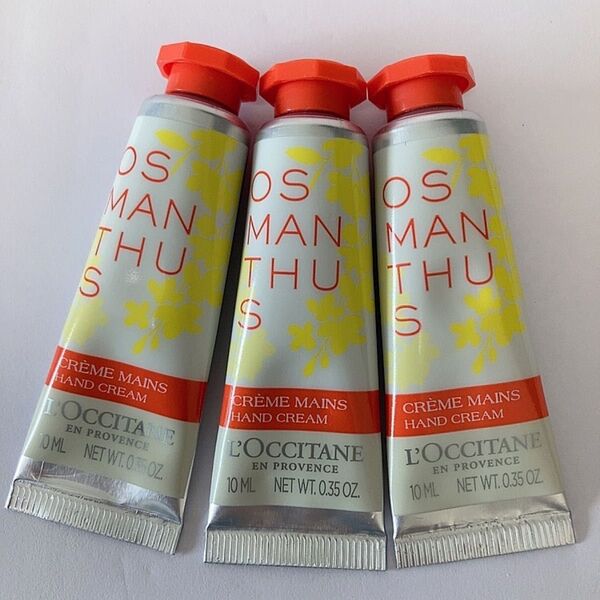 OS
MAN
THU
S
CRÈME MAINS
HAND CREAM
L'OCCITANE
EN PROVENCE
10 ML NET WT. 0.35 OZ.
OS
MAN
THU
S
CRÈME MAINS
HAND CREAM
L'OCCITANE
EN PROVENCE
10 ML NET WT. 0.35 OZ.
OS
MAN
THU
S
CRÈME MAINS
HAND CREAM
L'OCCITANE
EN PROVENCE
10 ML NET WT. 0.35 OZ.